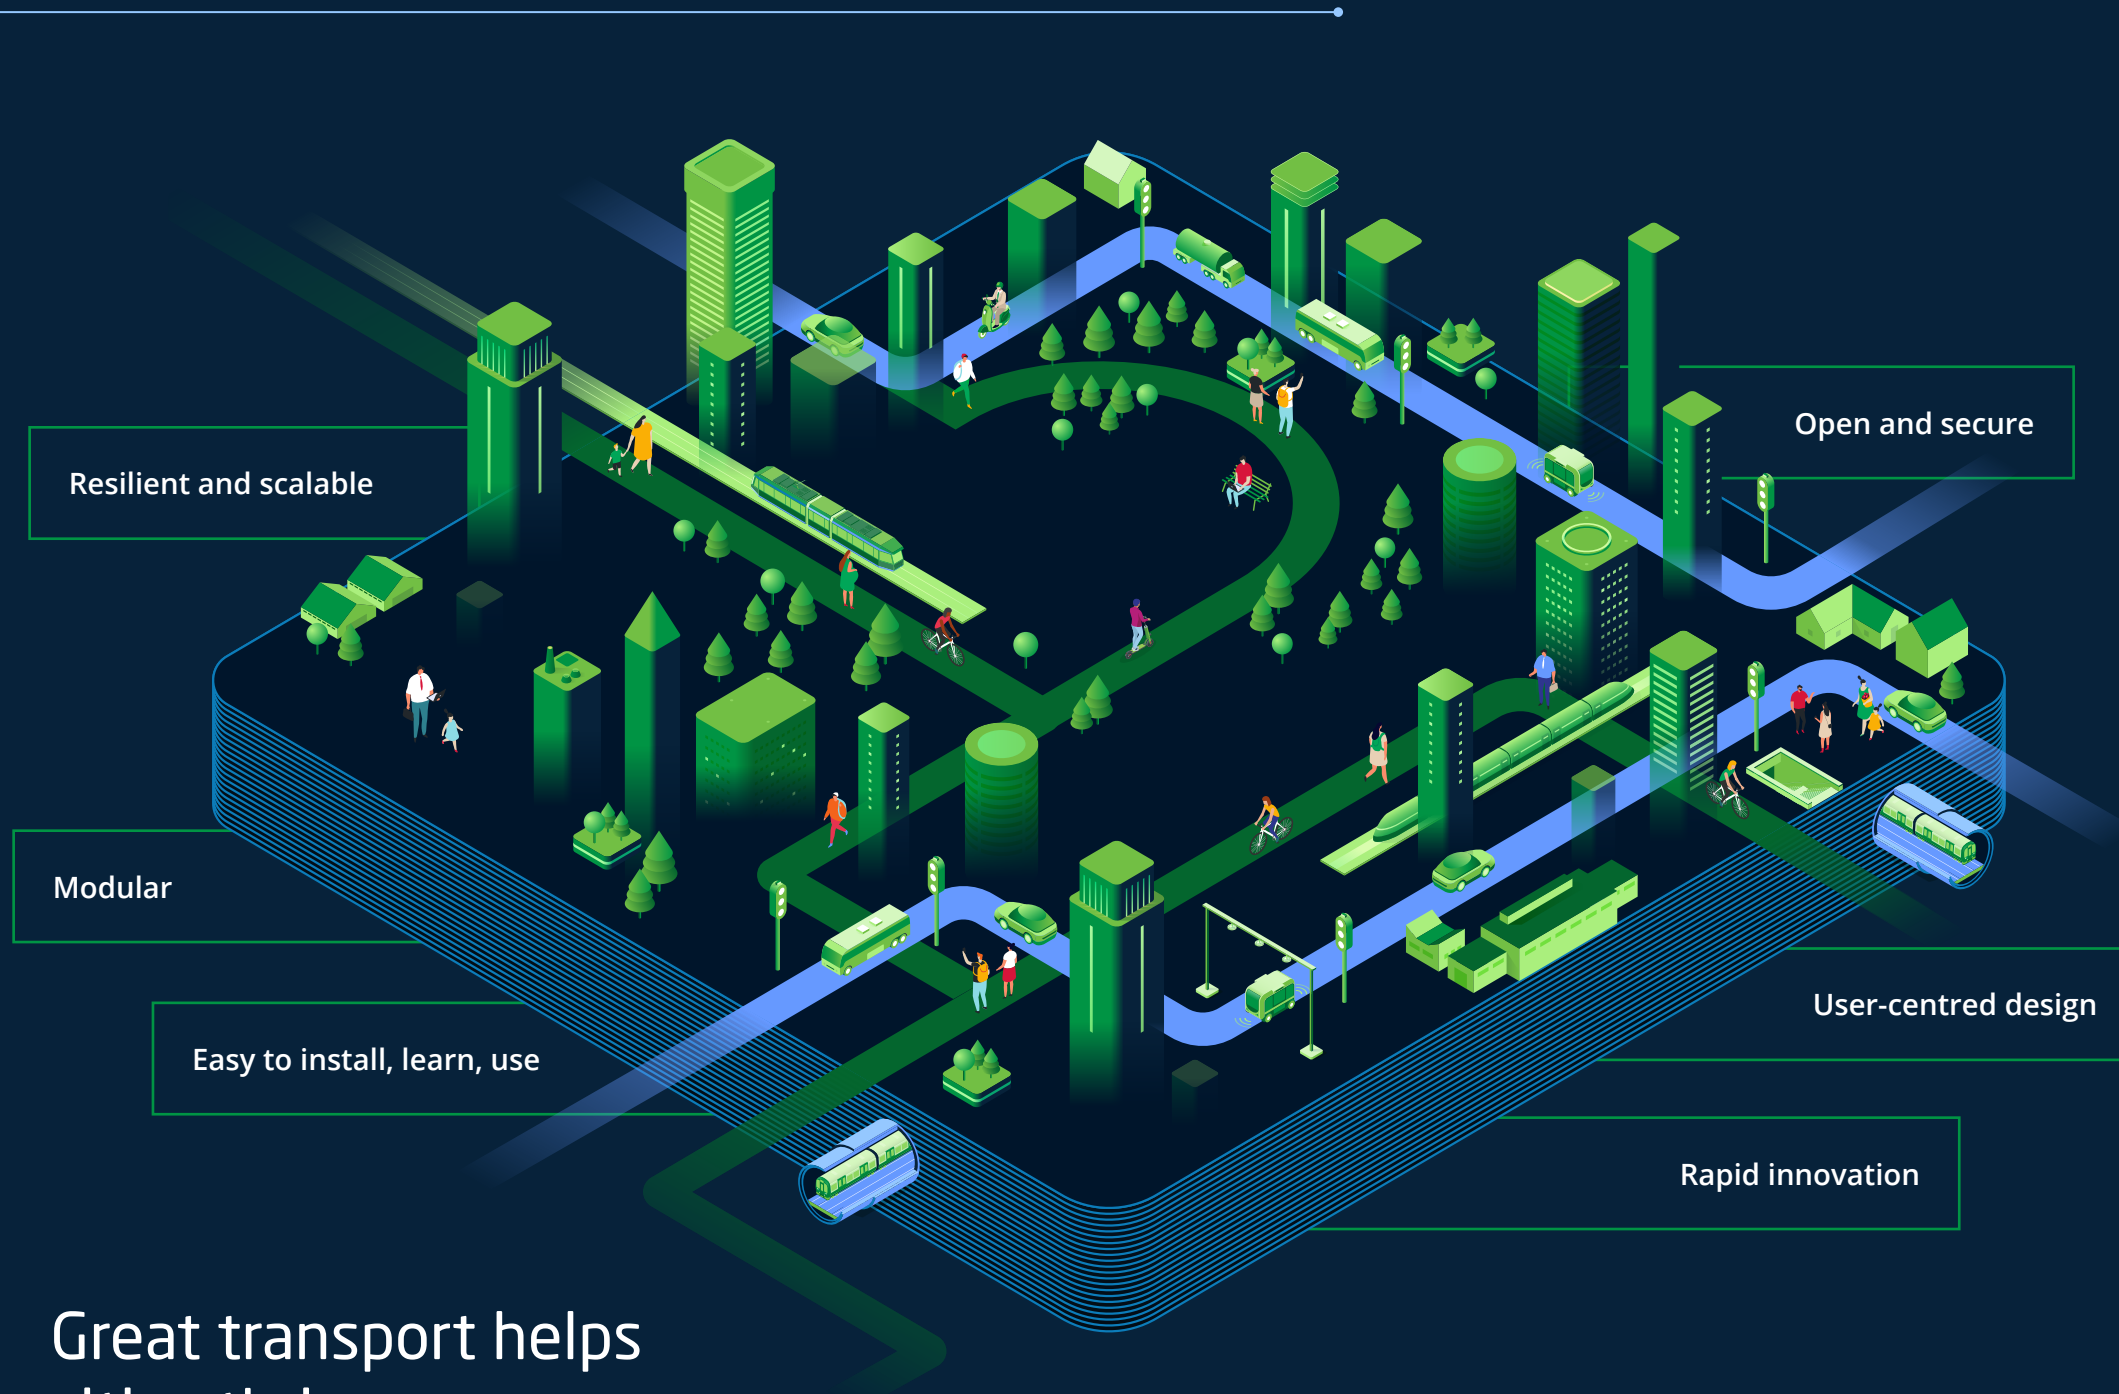 Open and secure
Resilient and scalable
Modular
User-centred design
Easy to install, learn, use
Rapid innovation
Great transport helps